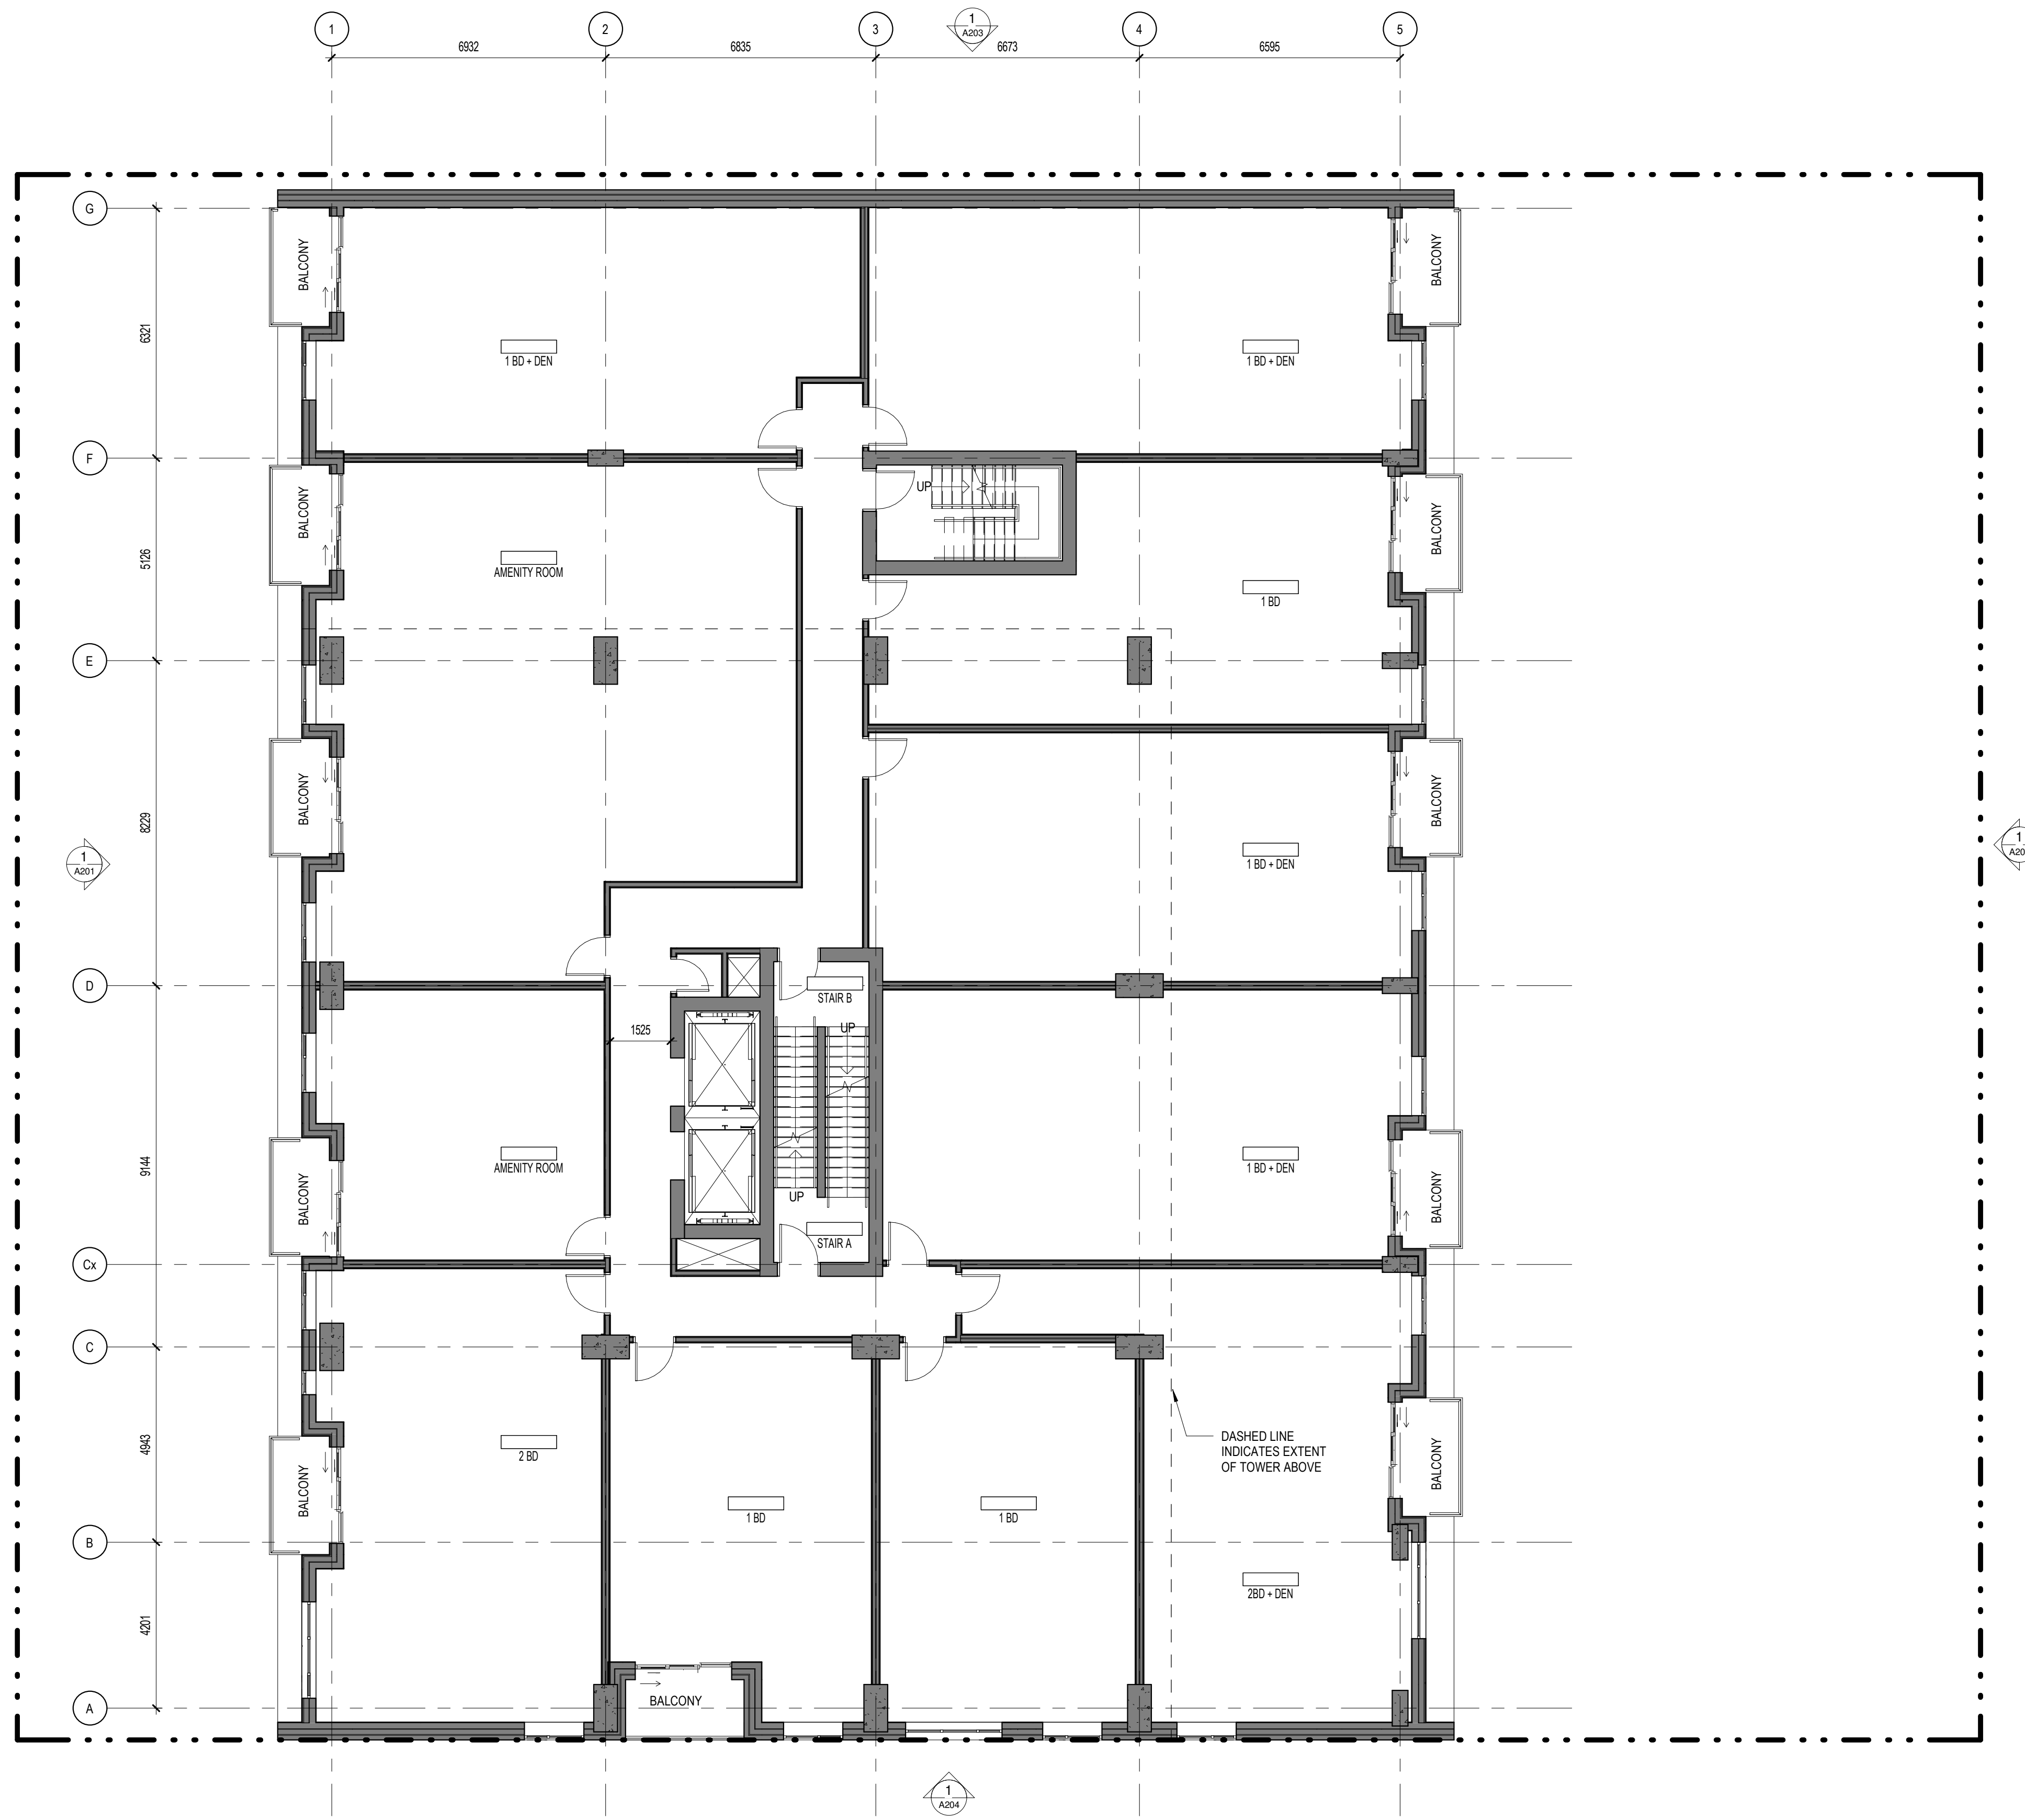 1
2
3
1
A203
4
5
6932
6835
6673
6595
G
BALCONY
BALCONY
6321
1 BD + DEN
1 BD + DEN
F
UP
BALCONY
BALCONY
5126
AMENITY ROOM
1 BD
E
BALCONY
BALCONY
8229
1
A201
1
1 BD + DEN
D
STAIR B
1525
UP
9144
AMENITY ROOM
1 BD + DEN
BALCONY
BALCONY
UP
STAIR A
Cx
C
4943
2 BD
DASHED LINE
INDICATES EXTENT
OF TOWER ABOVE
BALCONY
BALCONY
1 BD
1 BD
B
2BD + DEN
4201
BALCONY
A
1
A204